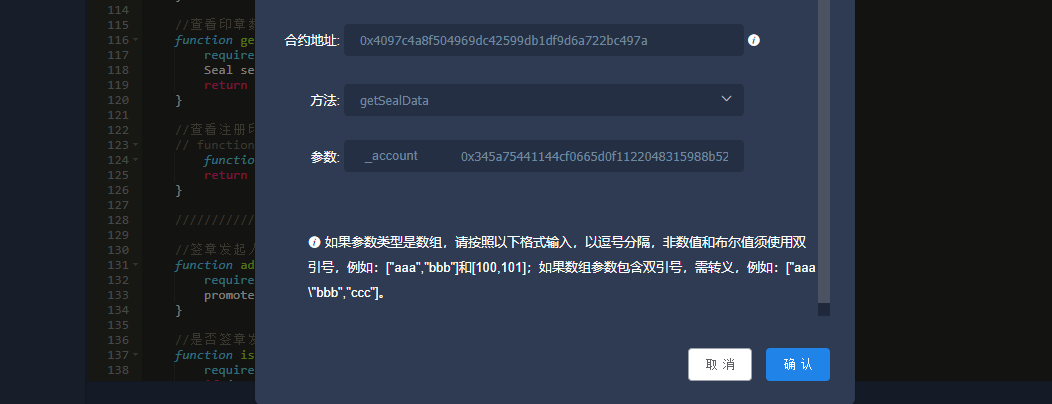 114
115 //查看印章数
116 function ge
117 require
118 Seal se
119 return
120 }
121
122 //查看注册印
123 // function
124 functio
125 return
126 }
127
128 ///////////
129
130 //签章发起人
131 function ad
132 require
133 promote
134 }
135
136 //是否签章发
137 function is
138 require
合约地址: 0x4097c4a8f504969dc42599db1df9d6a722bc497a
方法: getSealData
参数: _account 0x345a75441144cf0665d0f1122048315988b52
如果参数类型是数组，请按照以下格式输入，以逗号分隔，非数值和布尔值须使用双
引号，例如：["aaa","bbb"]和[100,101]；如果数组参数包含双引号，需转义，例如：["aaa
\"bbb","ccc"]。
取消 确认